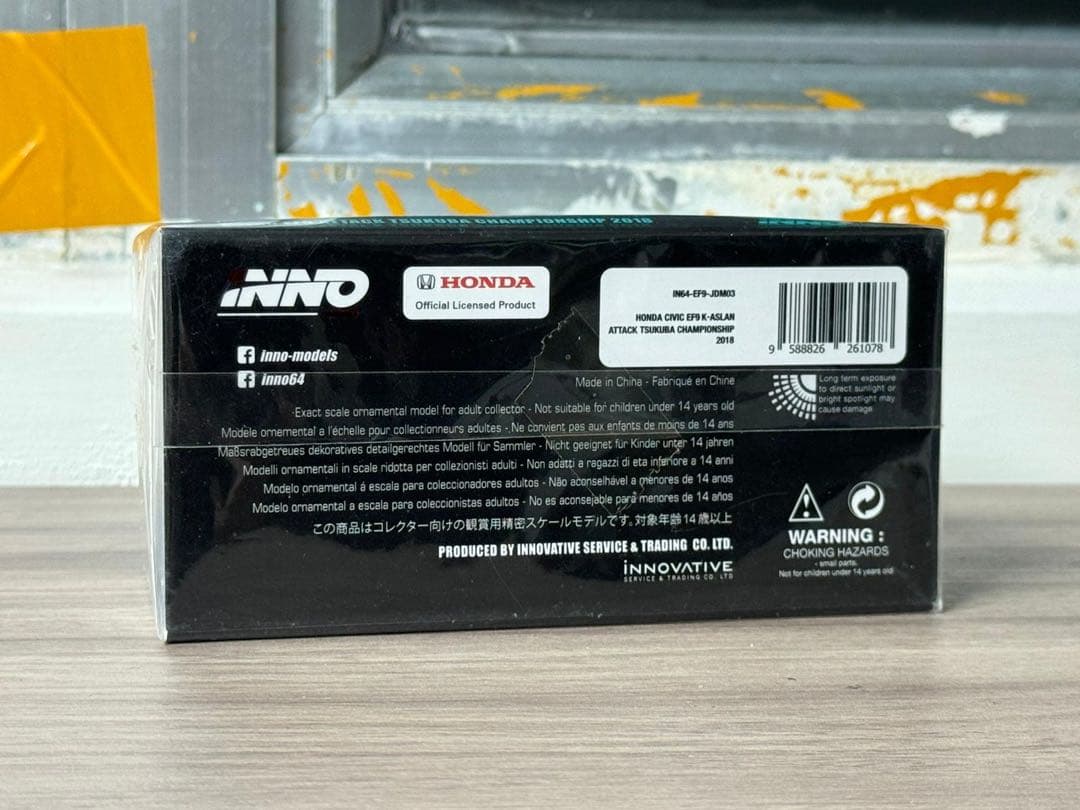 ATTACK TSUKUBA CHAMPIONSHIP 2018
INNO
INNO
HONDA
Official Licensed Product
IN64-EF9-JDM03
HONDA CIVIC EF9 K-ASLAN
ATTACK TSUKUBA CHAMPIONSHIP
2018
9 588826 261078
inno-models
inno64
Made in China - Fabriqué en Chine
Long term exposure
to direct sunlight or
bright spotlight may
cause damage
·Exact scale ornamental model for adult collector - Not suitable for children under 14 years old
Modele ornemental a l'échelle pour collectionneurs adultes - Ne convient pas aux enfants de moins de 14 ans
Maßsrabgetreues dekoratives detailgerechtes Modell für Sammler - Nicht geeignet für Kinder unter 14 jahren
Modelli ornamentali in scale ridotta per collezionisti adulti - Non adatti a ragazzi di eta inferiore a 14 anni
Modelo ornamental á escala para coleccionadores adultos - Não aconselhável a menores de 14 anos
Modelo ornamental a escala para coleccionistas adultos - No es aconsejable para menores de 14 años
この商品はコレクター向けの観賞用精密スケールモデルです。対象年齢14歳以上
PRODUCED BY INNOVATIVE SERVICE & TRADING CO. LTD.
INNOVATIVE
SERVICE & TRADING CO. LTD
WARNING :
CHOKING HAZARDS
- small parts.
Not for children under 14 years old